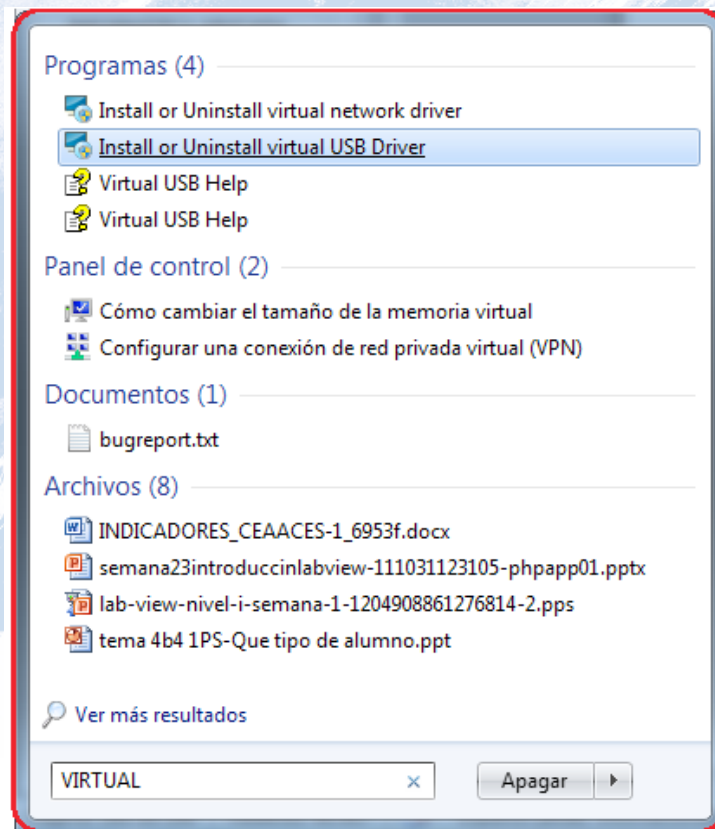 Programas (4)
Install or Uninstall virtual network driver
Install or Uninstall virtual USB Driver
Virtual USB Help
Virtual USB Help
Panel de control (2)
Cómo cambiar el tamaño de la memoria virtual
Configurar una conexión de red privada virtual (VPN)
Documentos (1)
bugreport.txt
Archivos (8)
INDICADORES_CEAACES-1_6953f.docx
semana23introduccinlabview-111031123105-phpapp01.pptx
lab-view-nivel-i-semana-1-1204908861276814-2.pps
tema 4b4 1PS-Que tipo de alumno.ppt
Ver más resultados
VIRTUAL
Apagar